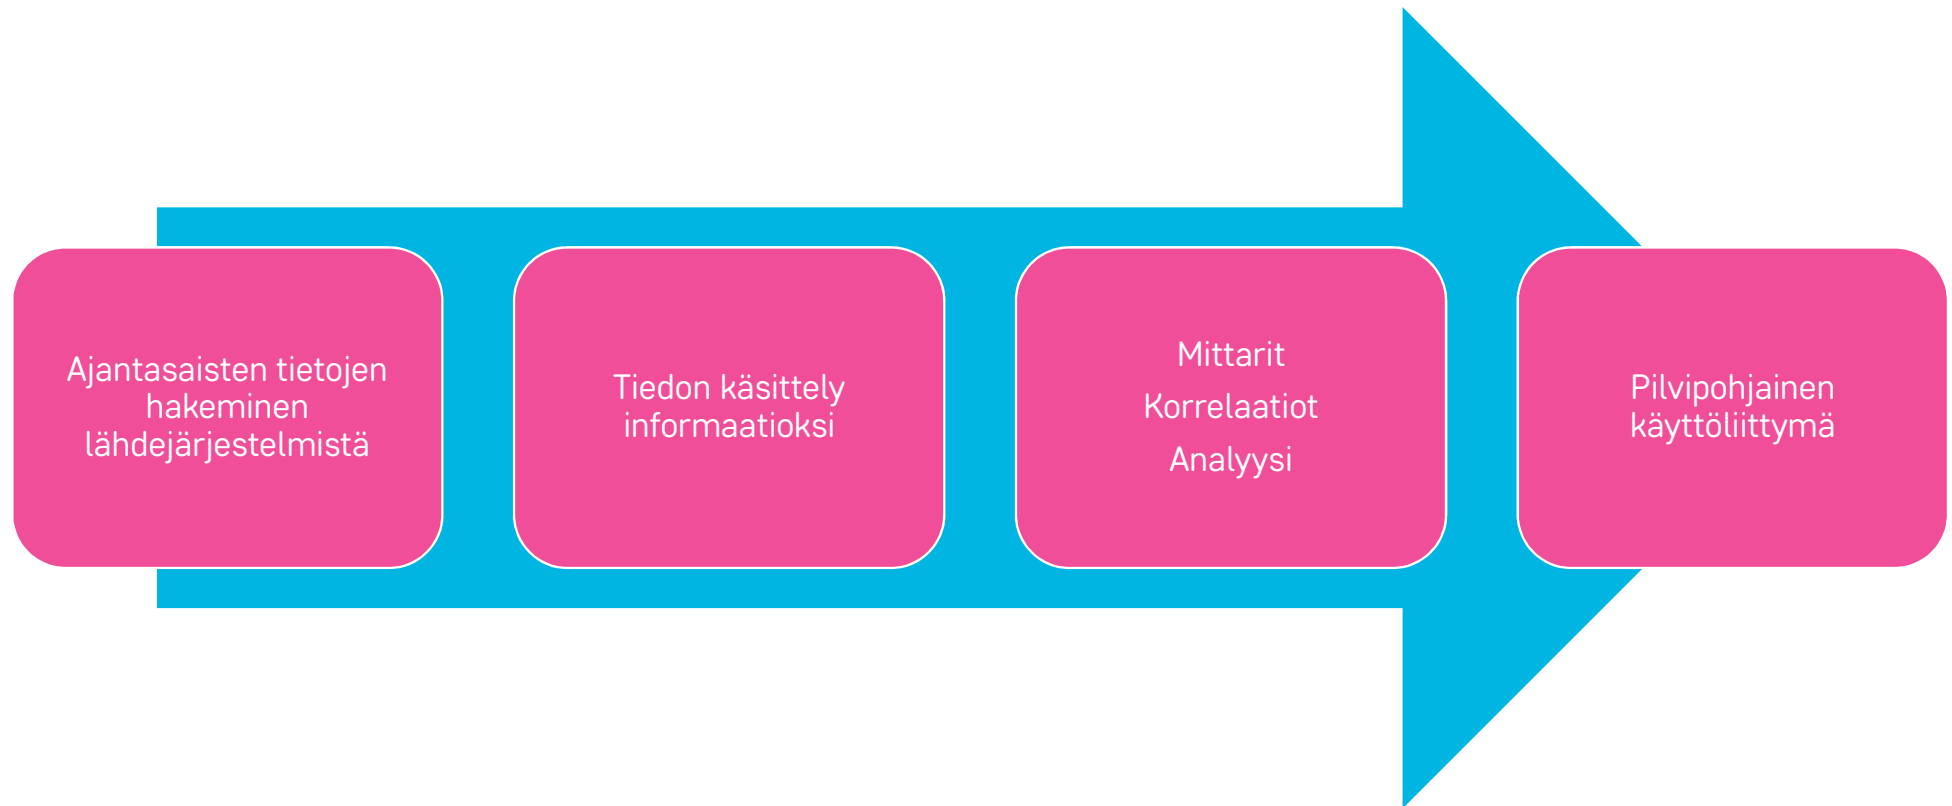 Ajantasaisten tietojen
hakeminen
lähdejärjestelmistä
Tiedon käsittely
informaatioksi
Mittarit
Korrelaatiot
Analyysi
Pilvipohjainen
käyttöliittymä